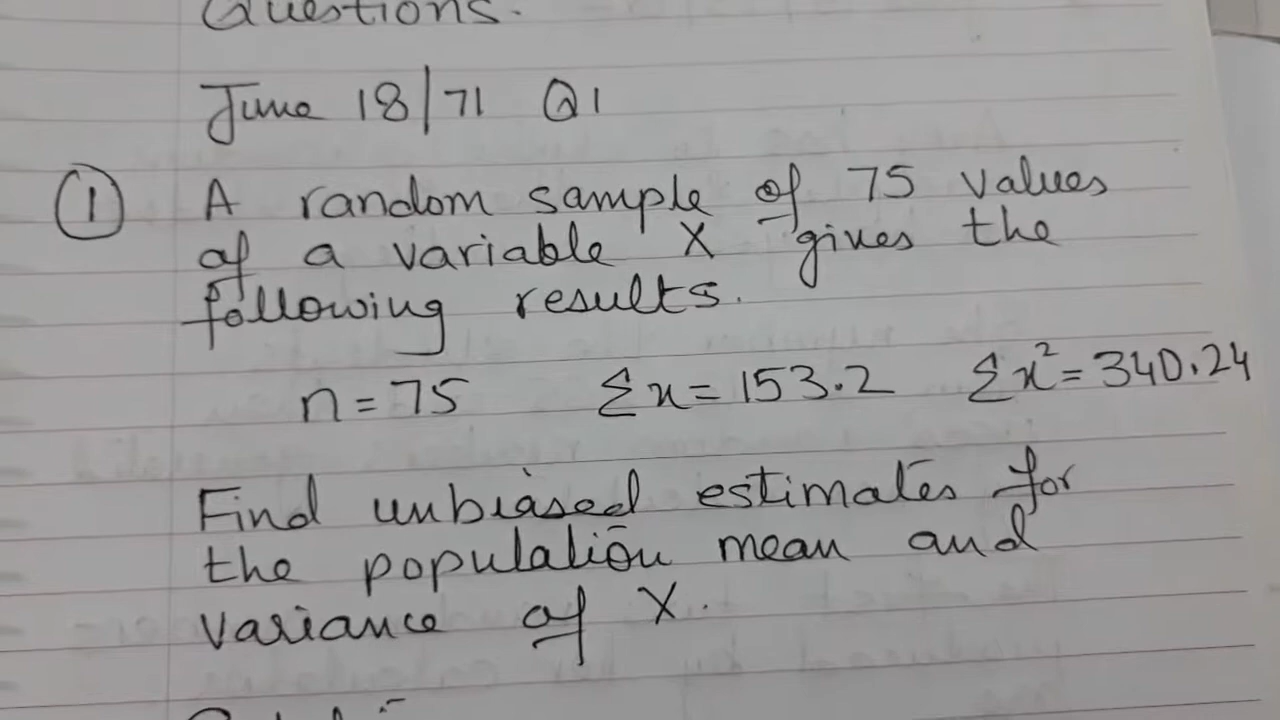 Questions.
June 18/71 Q1
① A random sample of 75 values
of a variable X gives the
following results.
n = 75 Σx = 153.2 Σx² = 340.24
Find unbiased estimates for
the population mean and
variance of X.